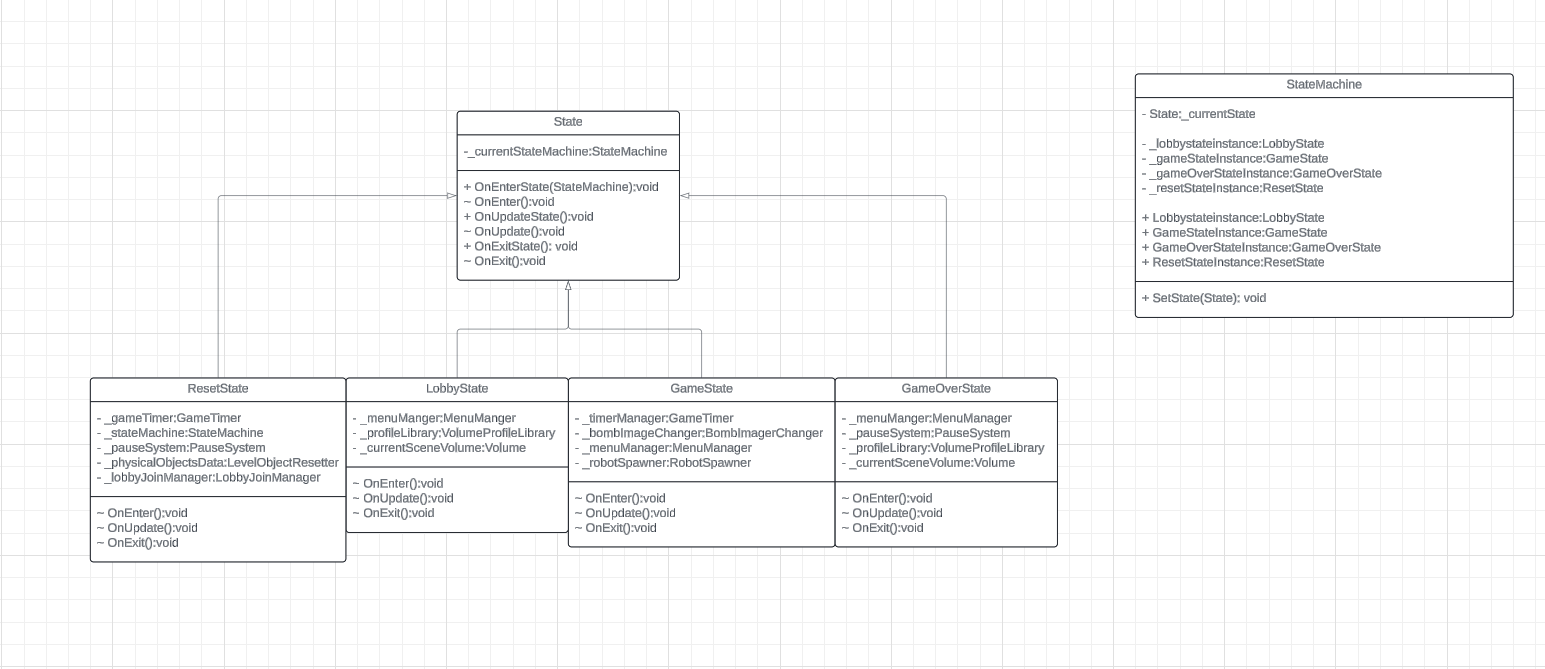 StateMachine
- State:_currentState
- _lobbystateinstance:LobbyState
- _gameStateInstance:GameState
- _gameOverStateInstance:GameOverState
- _resetStateInstance:ResetState
+ Lobbystateinstance:LobbyState
+ GameStateInstance:GameState
+ GameOverStateInstance:GameOverState
+ ResetStateInstance:ResetState
+ SetState(State): void
State
-_currentStateMachine:StateMachine
+ OnEnterState(StateMachine):void
~ OnEnter():void
+ OnUpdateState():void
~ OnUpdate():void
+ OnExitState(): void
~ OnExit():void
ResetState
- _gameTimer:GameTimer
- _stateMachine:StateMachine
- _pauseSystem:PauseSystem
- _physicalObjectsData:LevelObjectResetter
- _lobbyJoinManager:LobbyJoinManager
~ OnEnter():void
~ OnUpdate():void
~ OnExit():void
LobbyState
- _menuManger:MenuManger
- _profileLibrary:VolumeProfileLibrary
- _currentSceneVolume:Volume
~ OnEnter():void
~ OnUpdate():void
~ OnExit():void
GameState
- _timerManager:GameTimer
- _bombImageChanger:BombImagerChanger
- _menuManager:MenuManager
- _robotSpawner:RobotSpawner
~ OnEnter():void
~ OnUpdate():void
~ OnExit():void
GameOverState
- _menuManger:MenuManager
- _pauseSystem:PauseSystem
- _profileLibrary:VolumeProfileLibrary
- _currentSceneVolume:Volume
~ OnEnter():void
~ OnUpdate():void
~ OnExit():void